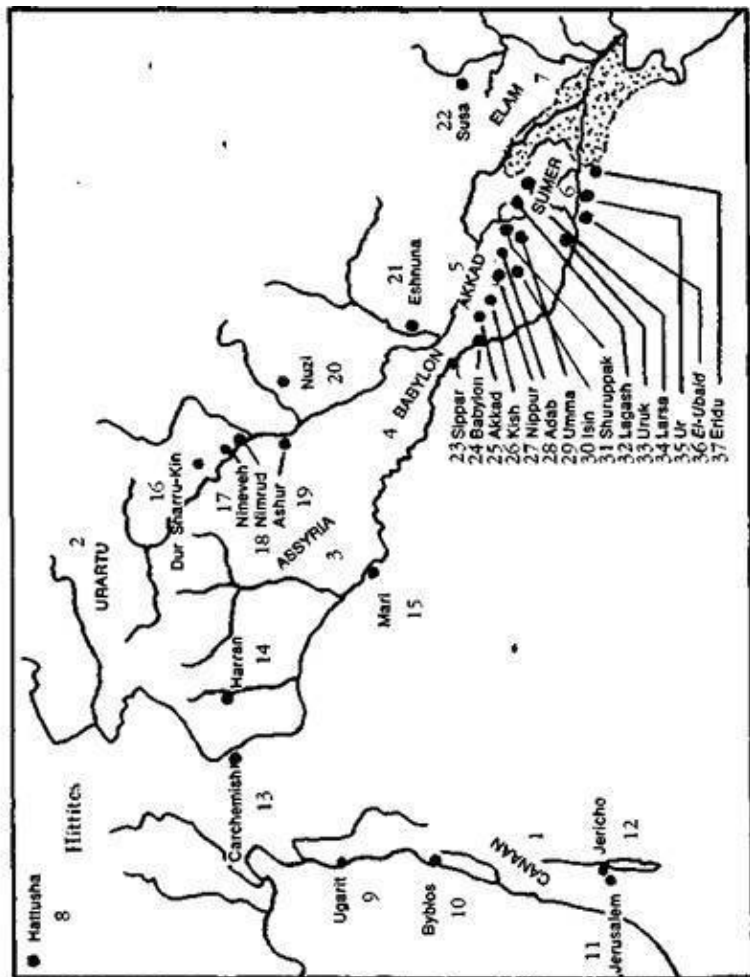 Hattusha
8
Hittites
URARTU
2
Carchemish
13
Harran
14
Dur Sharru-Kin
16
17
Nineveh
Nimrud
18
Ashur
19
ASSYRIA
3
Nuzi
20
Ugarit
9
Byblos
10
Mari
15
4 BABYLON
Eshnuna
21
AKKAD
5
CANAAN
1
Jericho
12
11
Jerusalem
22
Susa
ELAM
7
SUMER
6
23 Sippar
24 Babylon
25 Akkad
26 Kish
27 Nippur
28 Adab
29 Umma
30 Isin
31 Shuruppak
32 Lagash
33 Uruk
34 Larsa
35 Ur
36 El-Ubaid
37 Eridu